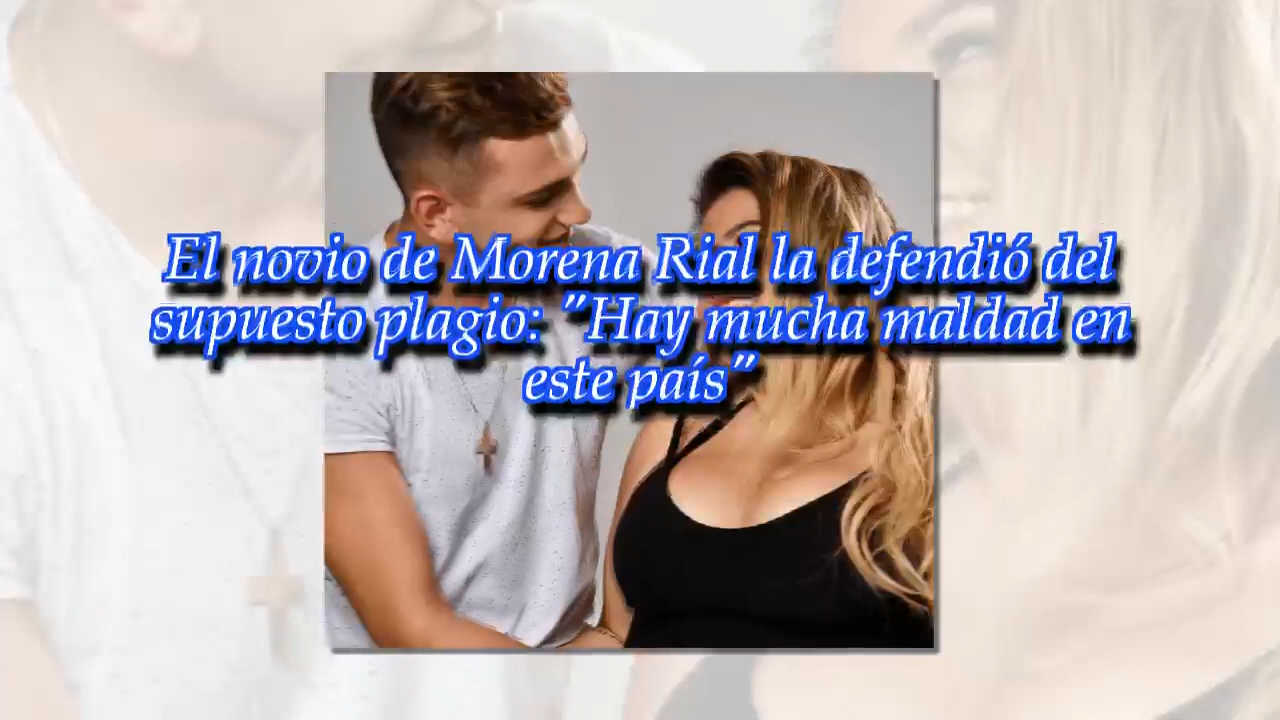 El novio de Morena Rial la defendió del
supuesto plagio: "Hay mucha maldad en
este país"